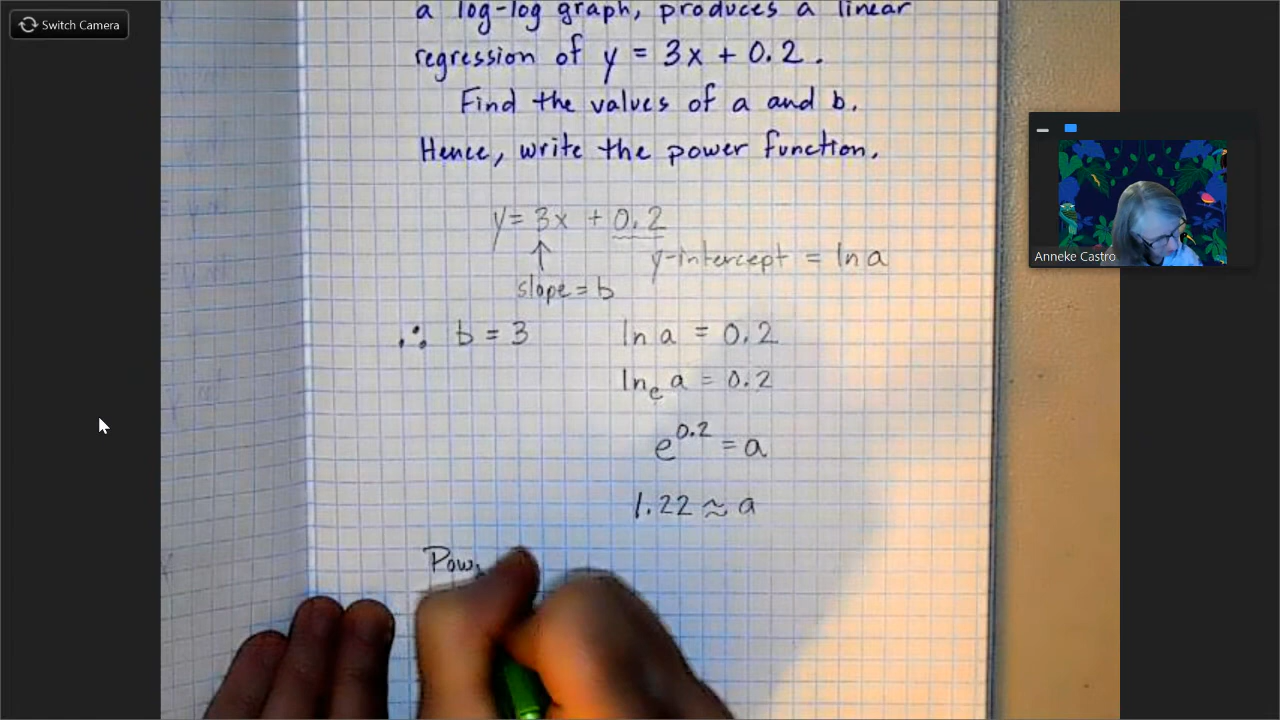 Switch Camera
a log-log graph, produces a linear
regression of y = 3x + 0.2.
Find the values of a and b.
Hence, write the power function.
y = 3x + 0.2
y-intercept = ln a
slope = b
∴ b = 3
ln a = 0.2
lnₑ a = 0.2
e^0.2 = a
1.22 ≈ a
Anneke Castro